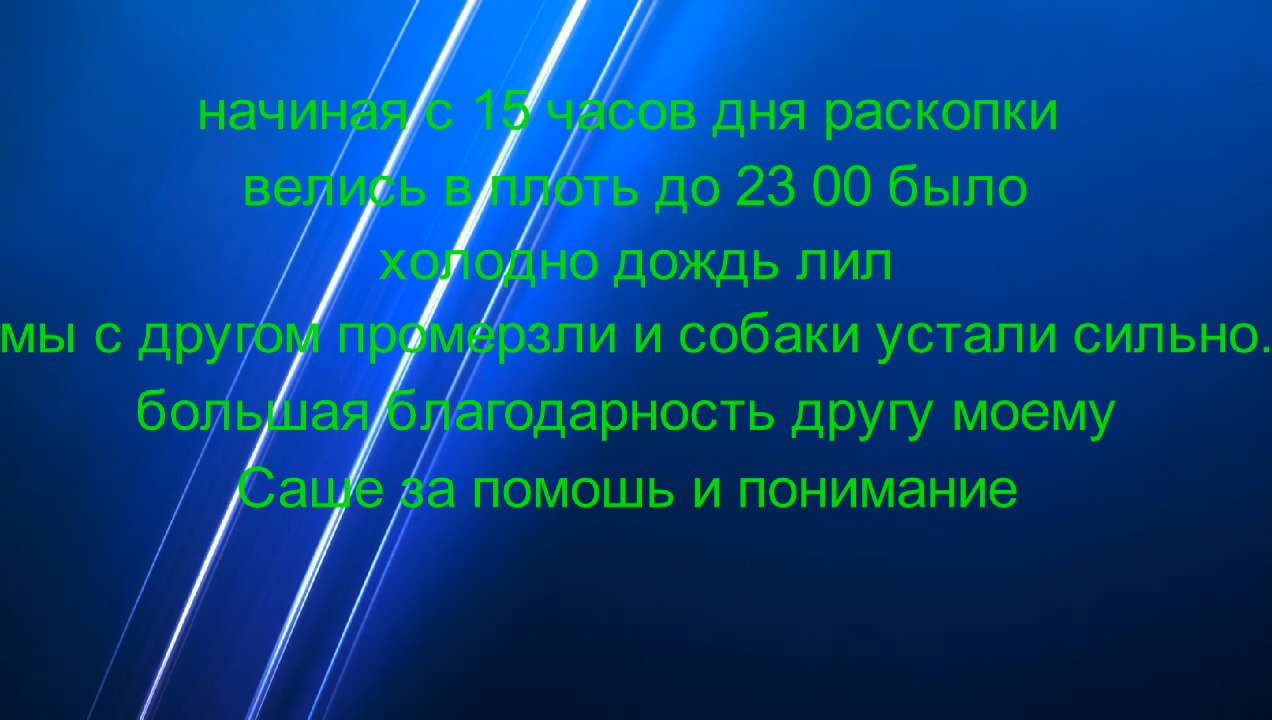 начиная с 15 часов дня раскопки
велись в плоть до 23 00 было
холодно дождь лил
мы с другом промерзли и собаки устали сильно.
большая благодарность другу моему
Саше за помошь и понимание